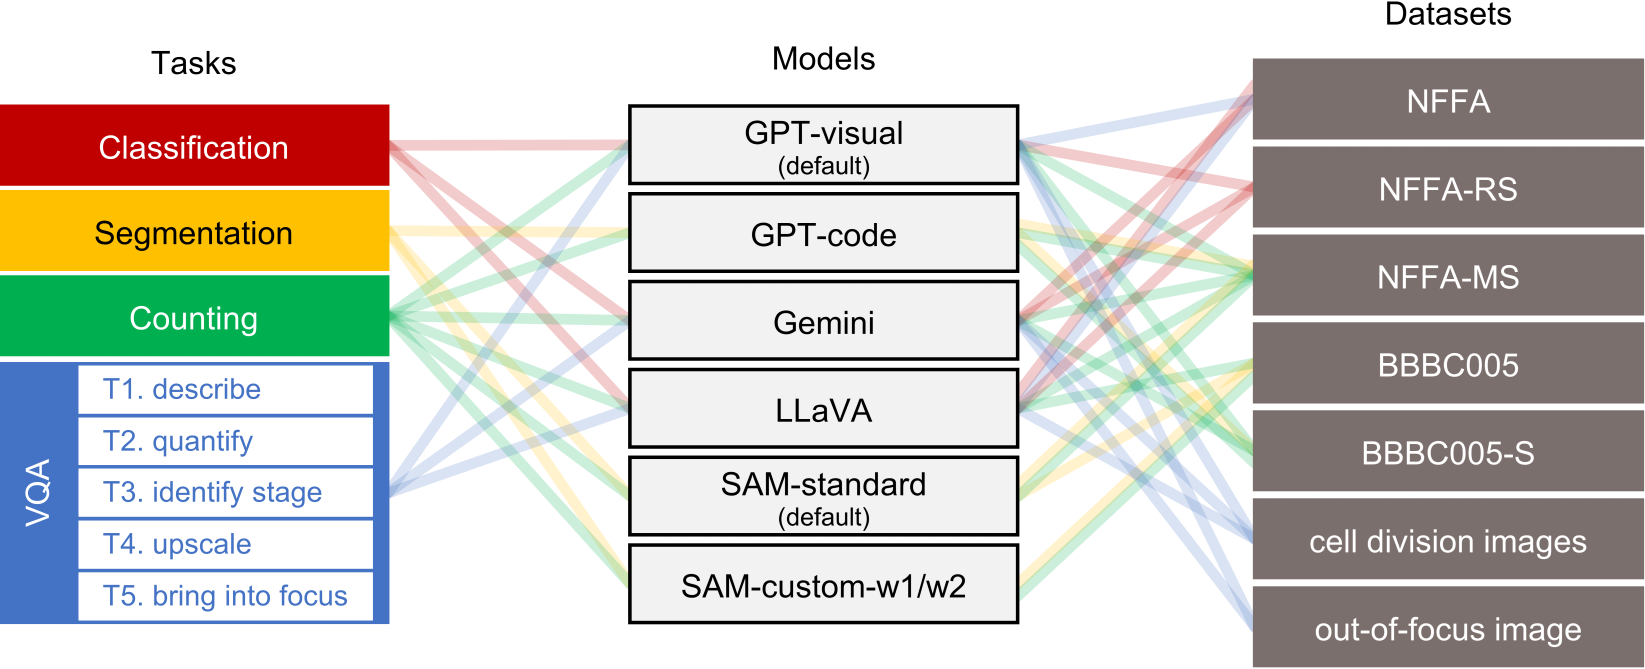 Tasks
Classification
Segmentation
Counting
VQA
T1. describe
T2. quantify
T3. identify stage
T4. upscale
T5. bring into focus
Models
GPT-visual
(default)
GPT-code
Gemini
LLaVA
SAM-standard
(default)
SAM-custom-w1/w2
Datasets
NFFA
NFFA-RS
NFFA-MS
BBBC005
BBBC005-S
cell division images
out-of-focus image